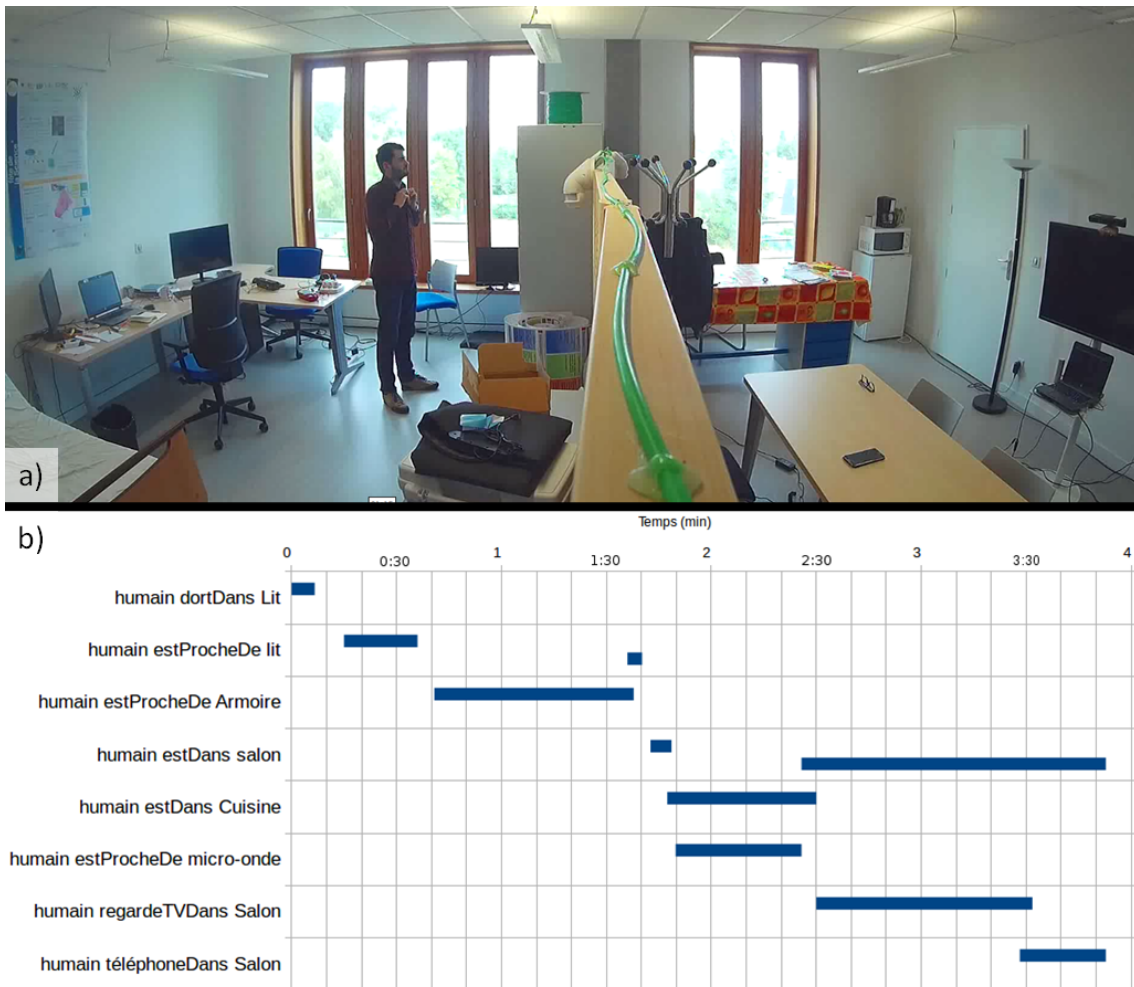 a)
b)
Temps (min)
0 1 2 3 4
0:30 1:30 2:30 3:30
humain dortDans Lit
humain estProcheDe lit
humain estProcheDe Armoire
humain estDans salon
humain estDans Cuisine
humain estProcheDe micro-onde
humain regardeTVDans Salon
humain téléphoneDans Salon